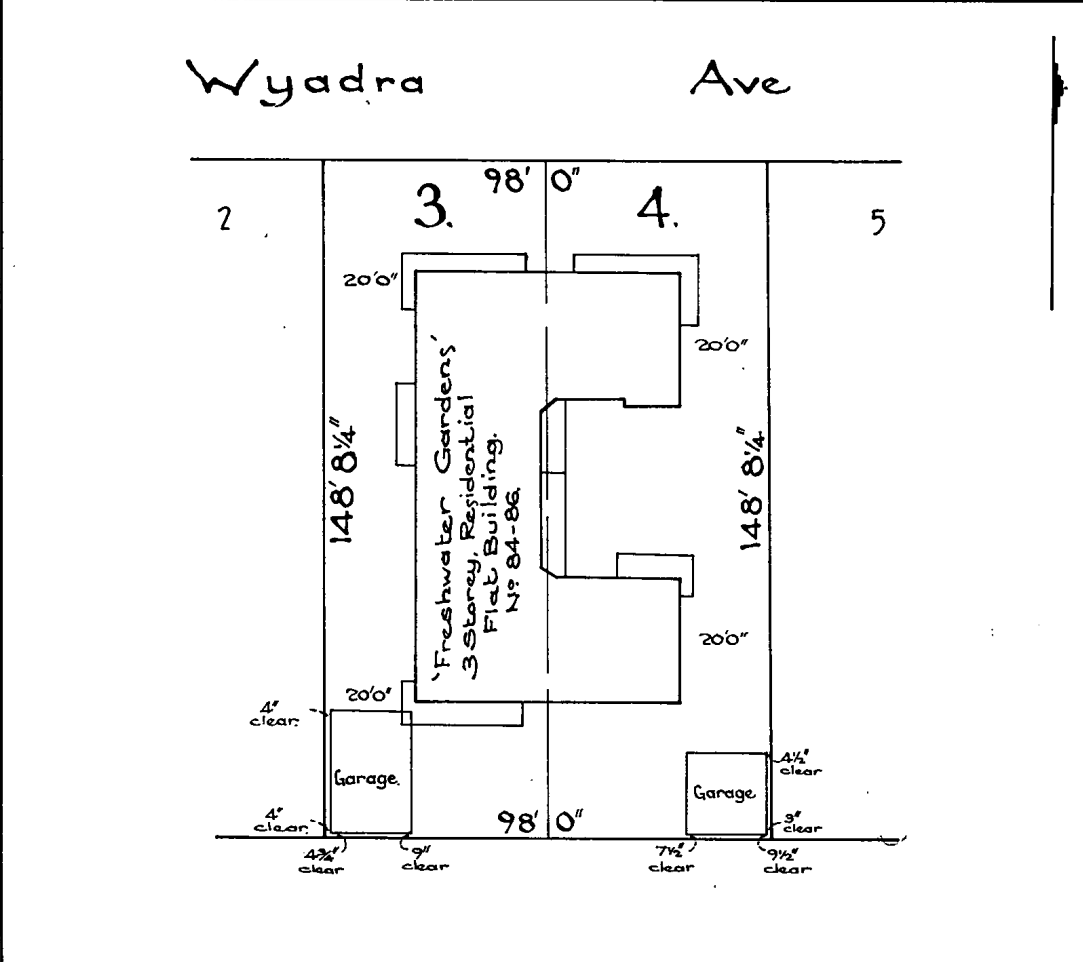 Wyadra Ave
98' 0"
3. 4.
2 5
20'0"
20'0"
148' 8¼"
148' 8¼"
'Freshwater Gardens'
3 Storey, Residential
Flat Building.
Nº 84-86.
20'0"
20'0"
4"
clear.
Garage.
Garage
4½"
clear
4"
clear.
98' 0"
3"
clear
4¾"
clear
9"
clear
7½"
clear
9½"
clear